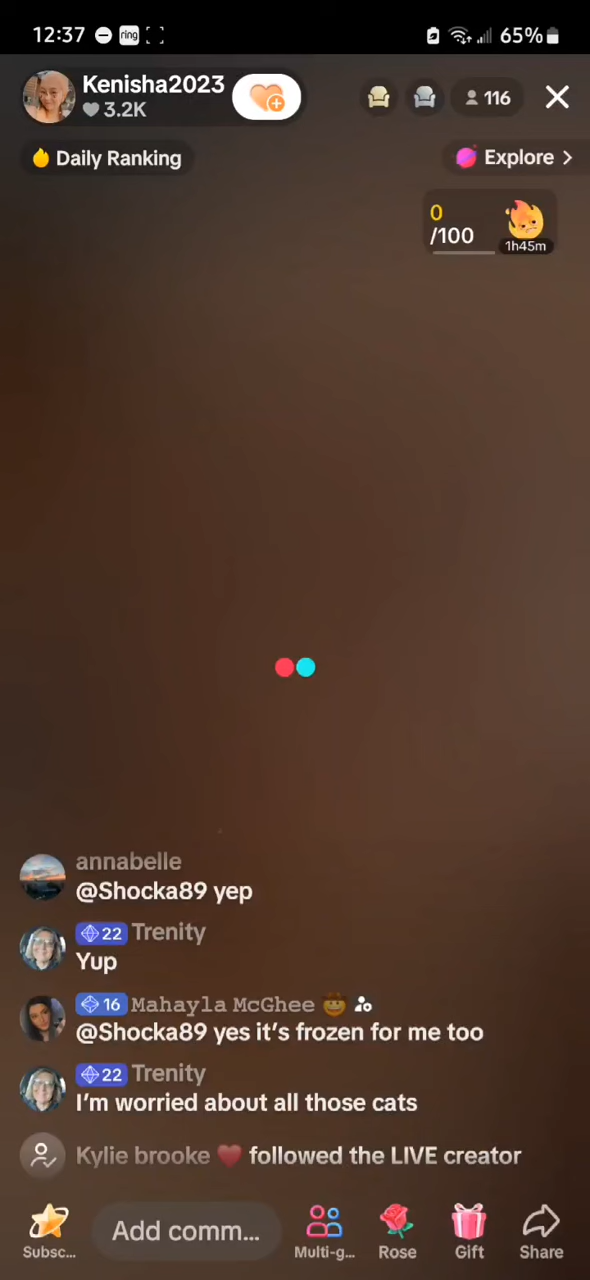 12:37 ring 65%
Kenisha2023
3.2K
116
Daily Ranking
Explore
0
/100
1h45m
annabelle
@Shocka89 yep
22 Trenity
Yup
16 Mahayla McGhee 🤠
@Shocka89 yes it’s frozen for me too
22 Trenity
I’m worried about all those cats
Kylie brooke ❤️ followed the LIVE creator
Add comm...
Subsc... Multi-g... Rose Gift Share